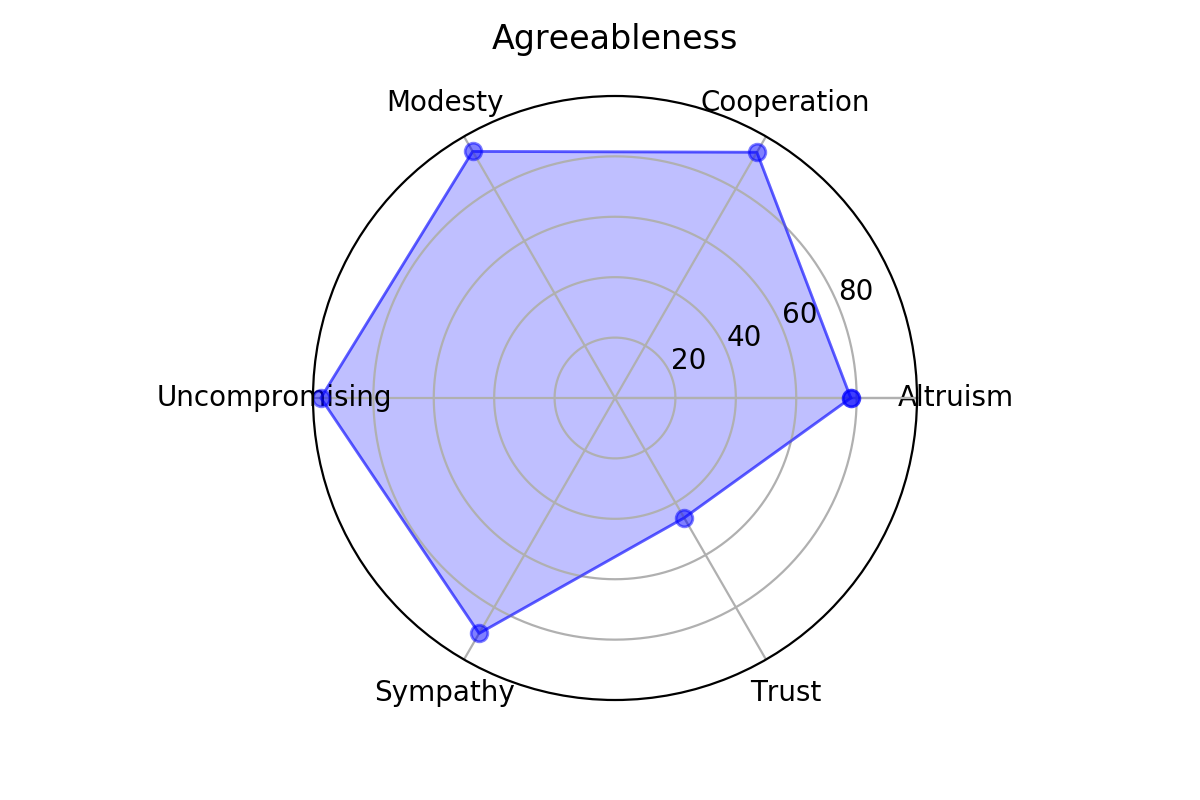 Agreeableness
Modesty
Cooperation
80
60
40
20
Uncompromising
Altruism
Sympathy
Trust